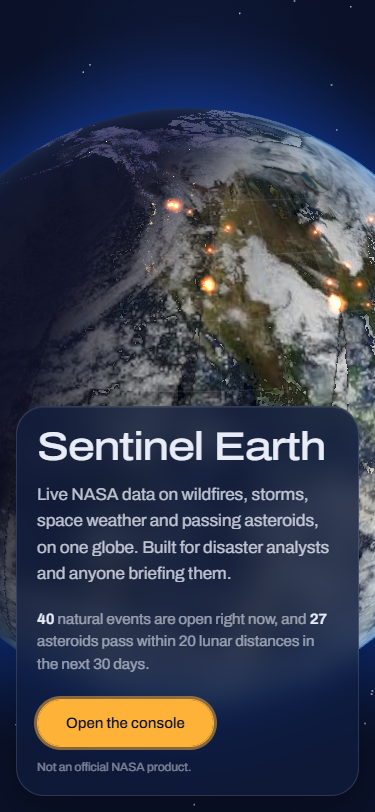 Sentinel Earth
Live NASA data on wildfires, storms,
space weather and passing asteroids,
on one globe. Built for disaster analysts
and anyone briefing them.
40 natural events are open right now, and 27
asteroids pass within 20 lunar distances in
the next 30 days.
Open the console
Not an official NASA product.